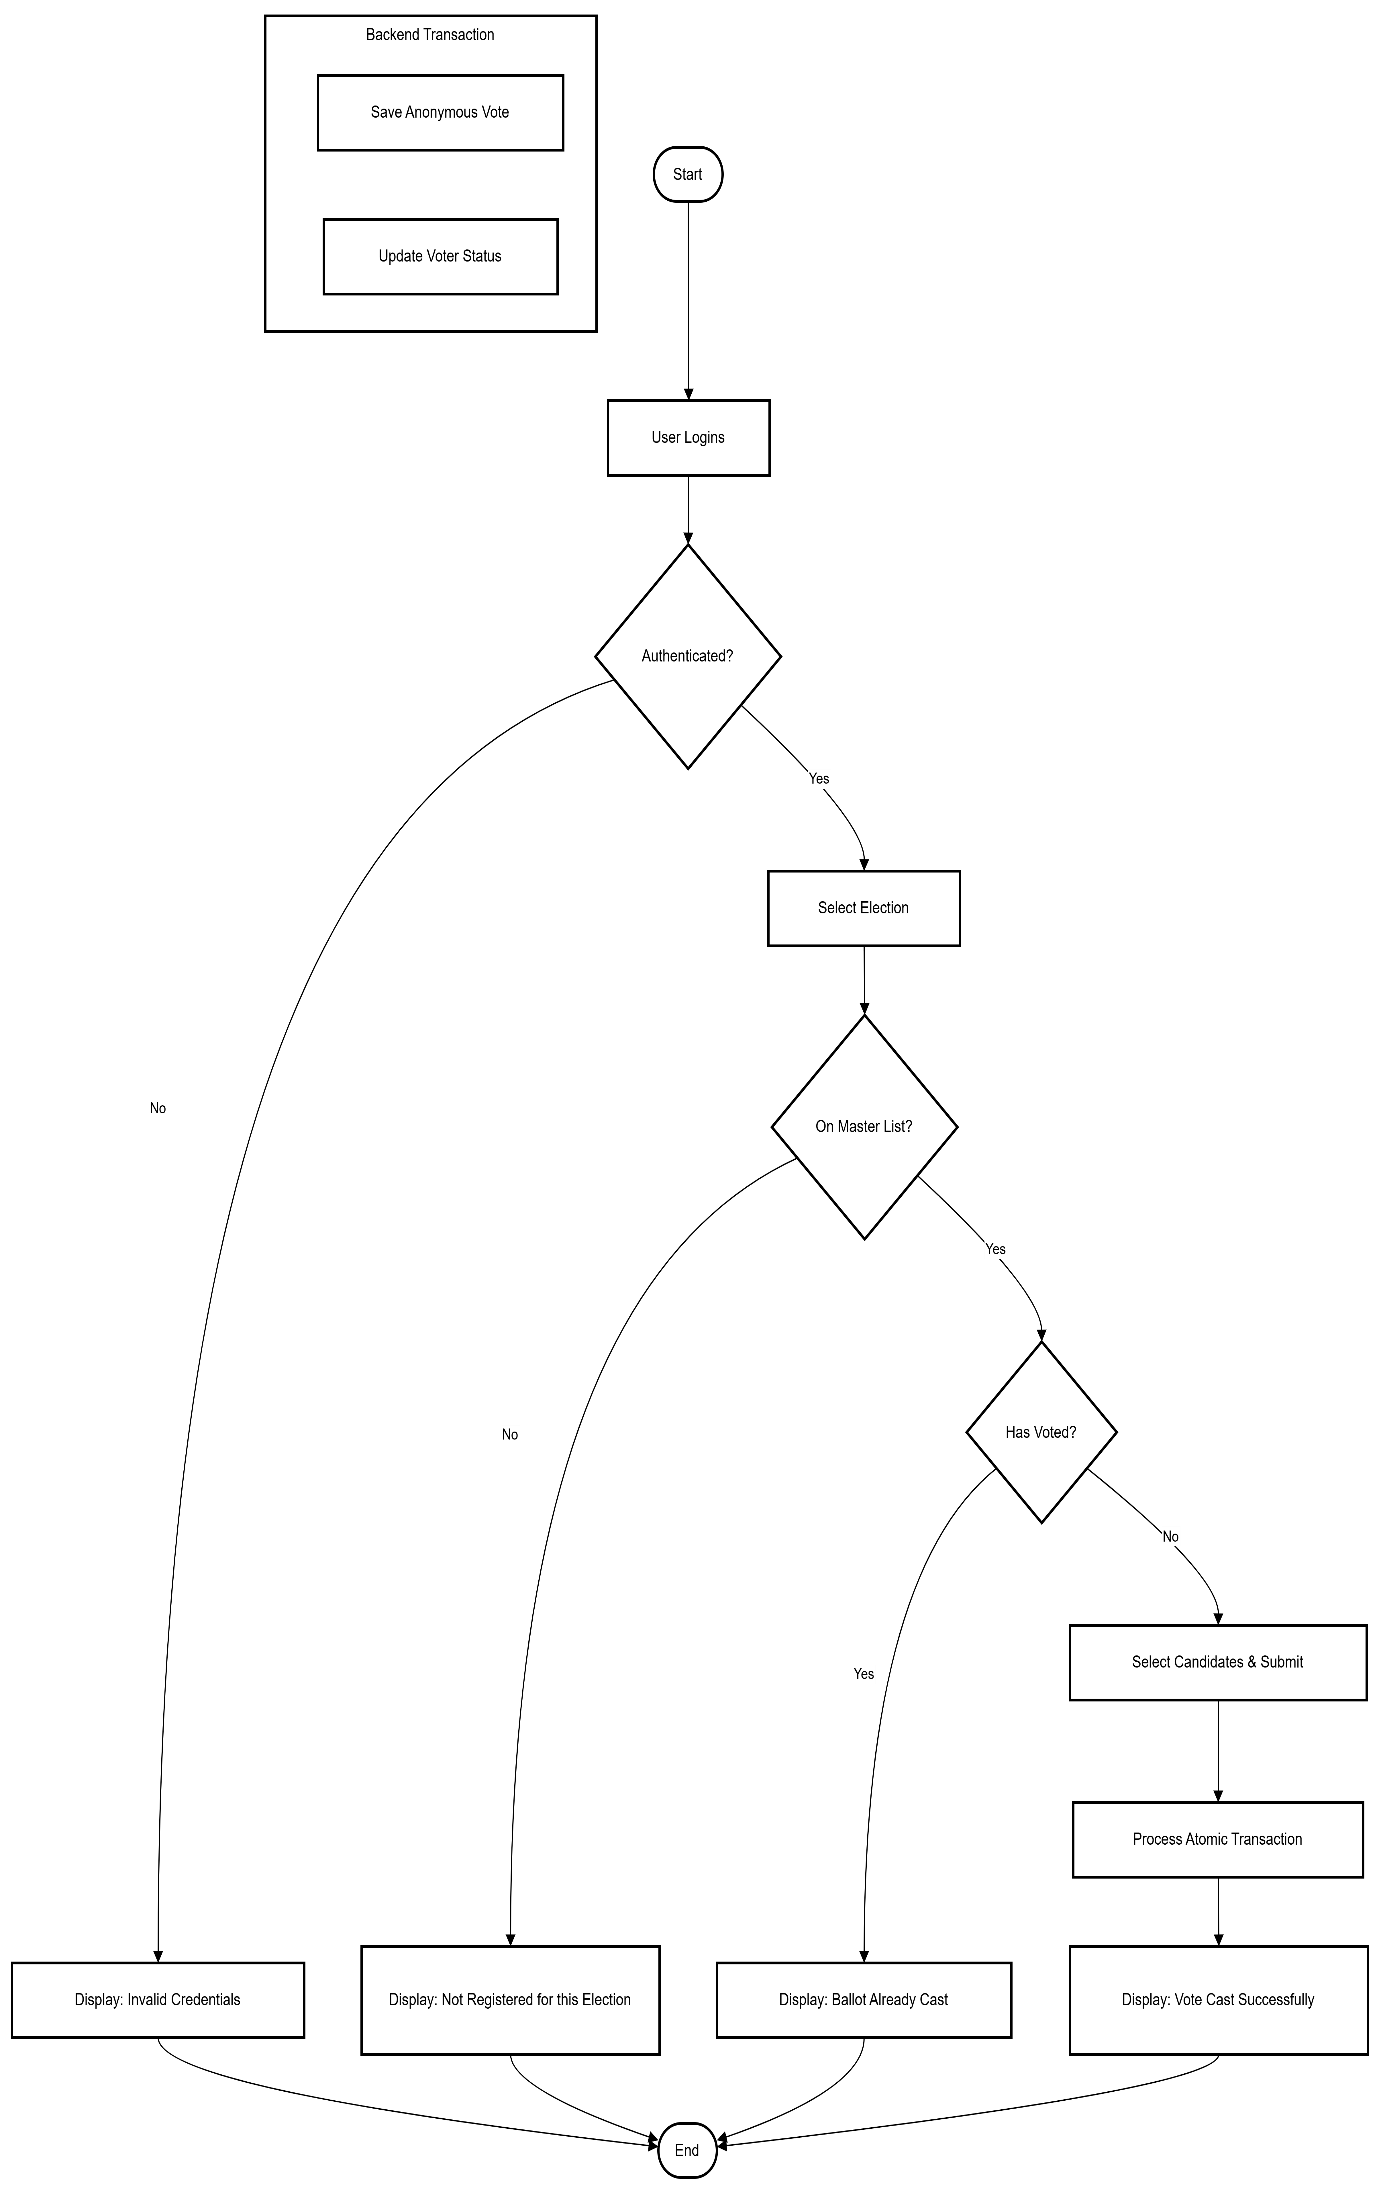 Backend Transaction
Save Anonymous Vote
Start
Update Voter Status
User Logins
Authenticated?
Yes
Select Election
No
On Master List?
Yes
No
Has Voted?
No
Yes
Select Candidates & Submit
Process Atomic Transaction
Display: Invalid Credentials
Display: Not Registered for this Election
Display: Ballot Already Cast
Display: Vote Cast Successfully
End